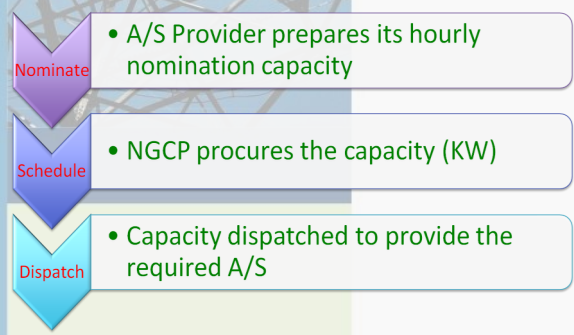 Nominate
• A/S Provider prepares its hourly
nomination capacity
Schedule
• NGCP procures the capacity (KW)
Dispatch
• Capacity dispatched to provide the
required A/S